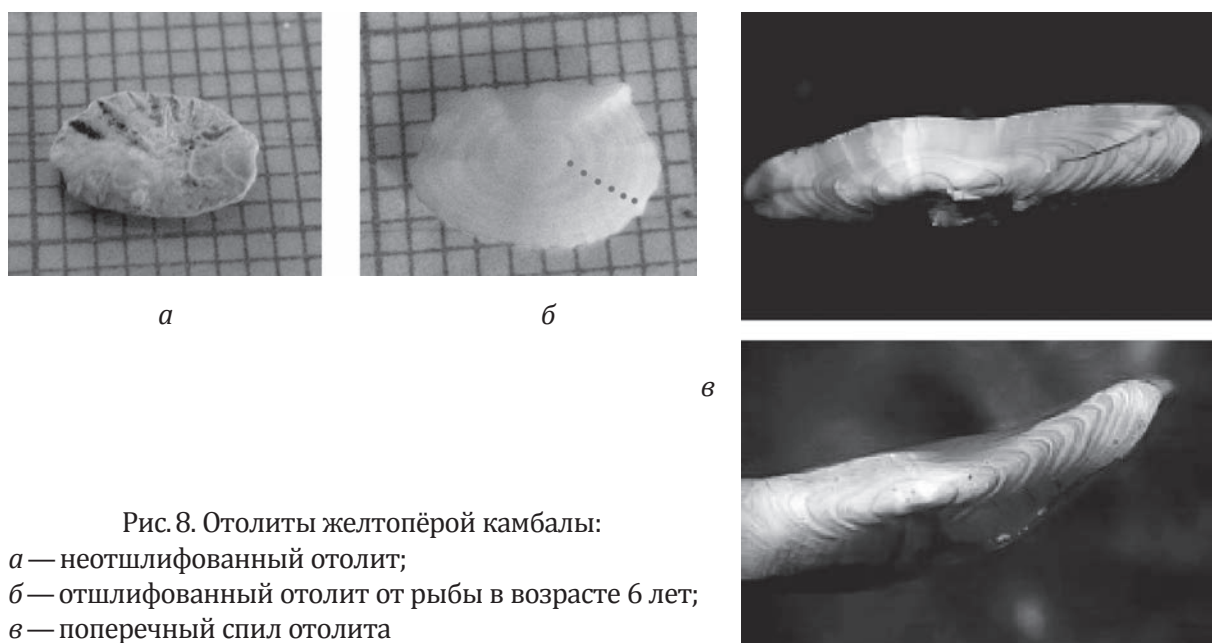 а
б
в
Рис. 8. Отолиты желтопёрой камбалы:
а — неотшлифованный отолит;
б — отшлифованный отолит от рыбы в возрасте 6 лет;
в — поперечный спил отолита